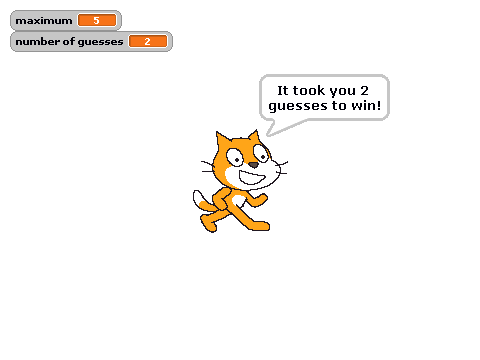 maximum 5
number of guesses 2
It took you 2
guesses to win!